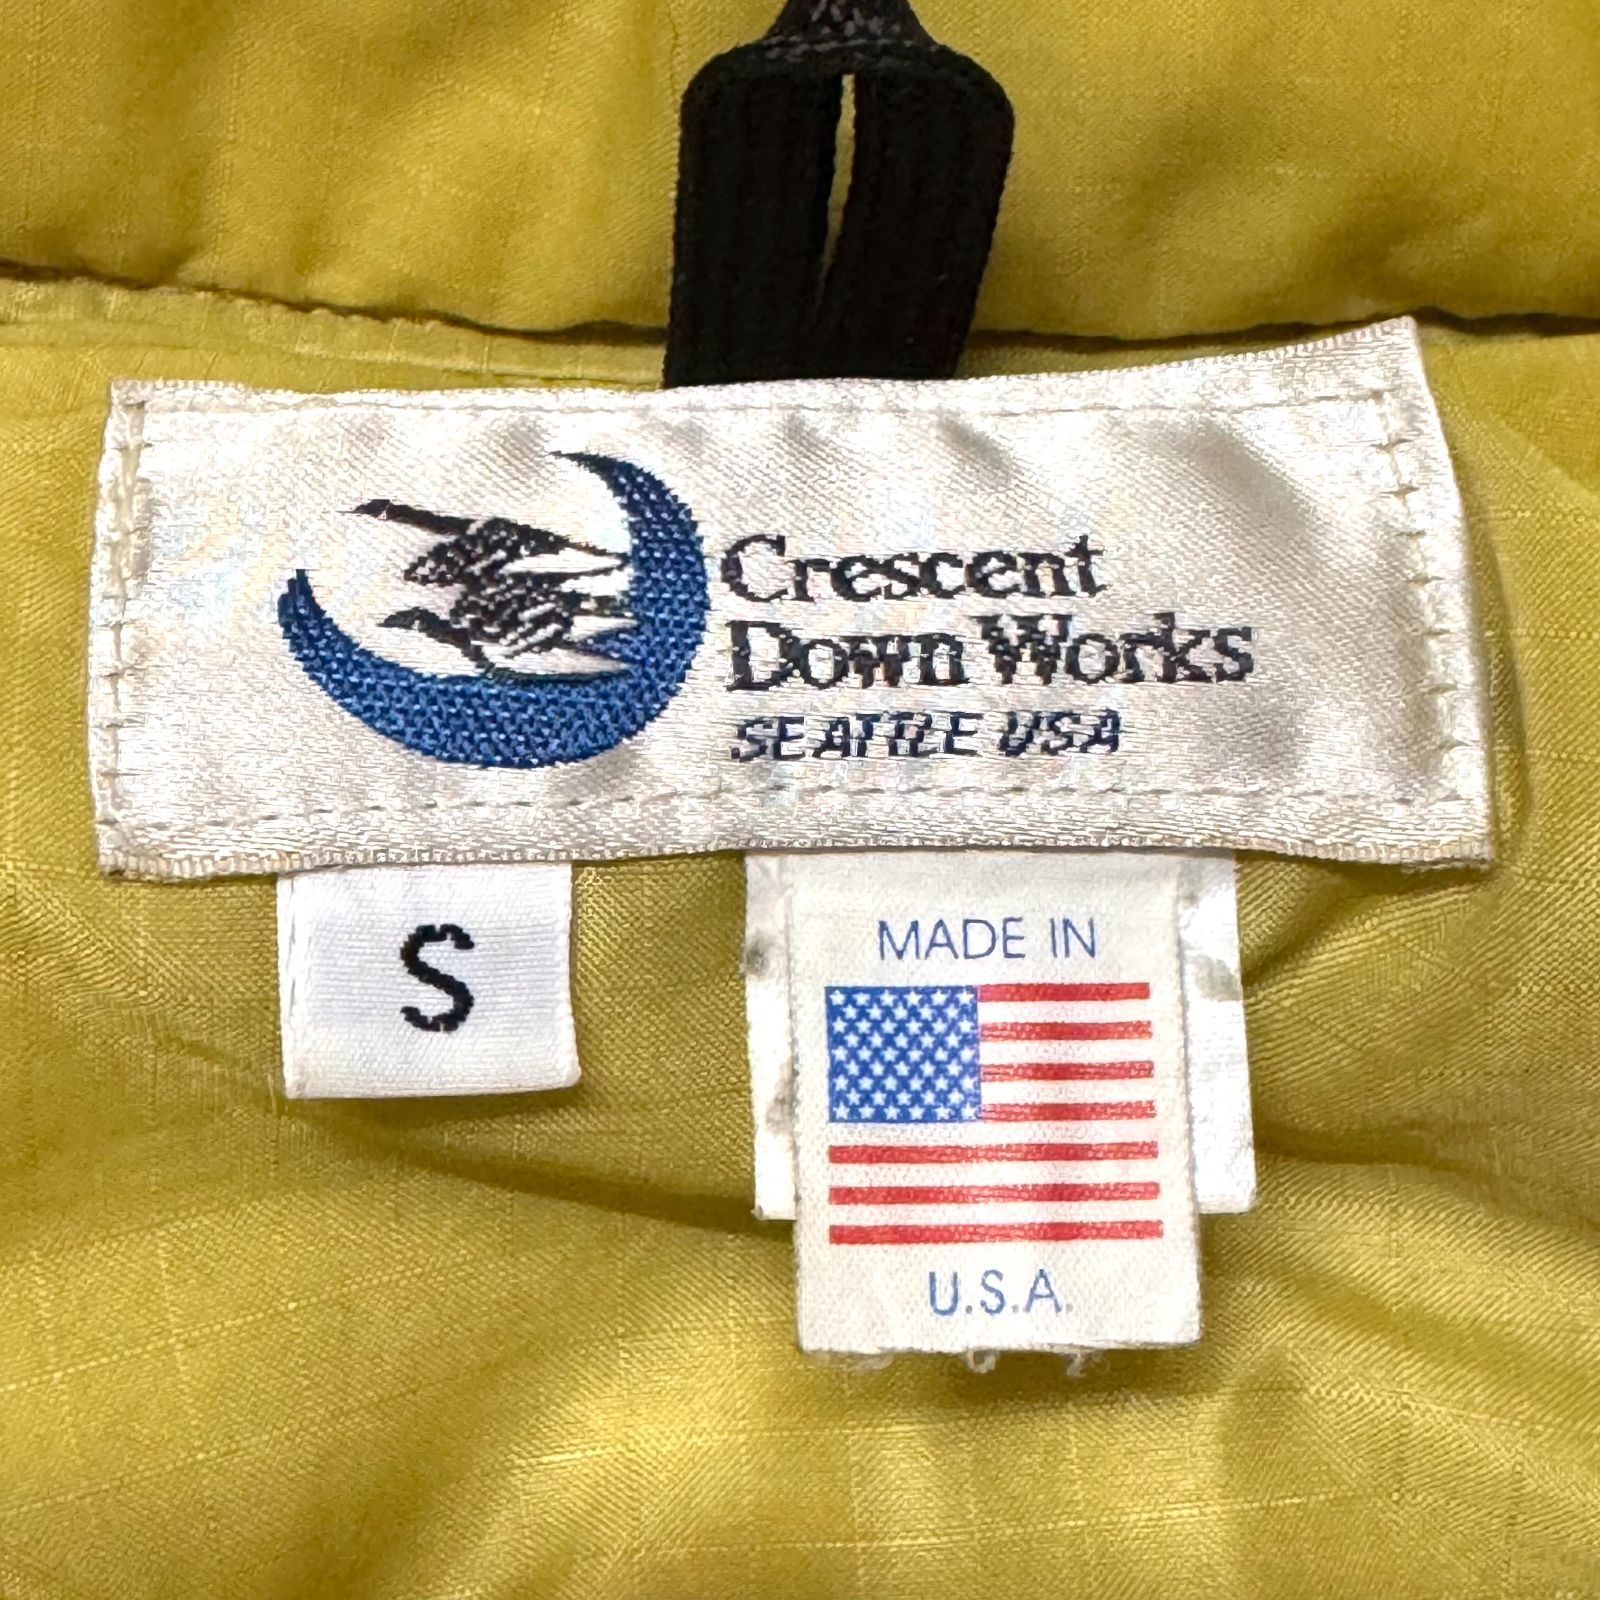 Crescent
Down Works
SEATTLE USA
S
MADE IN
U.S.A.